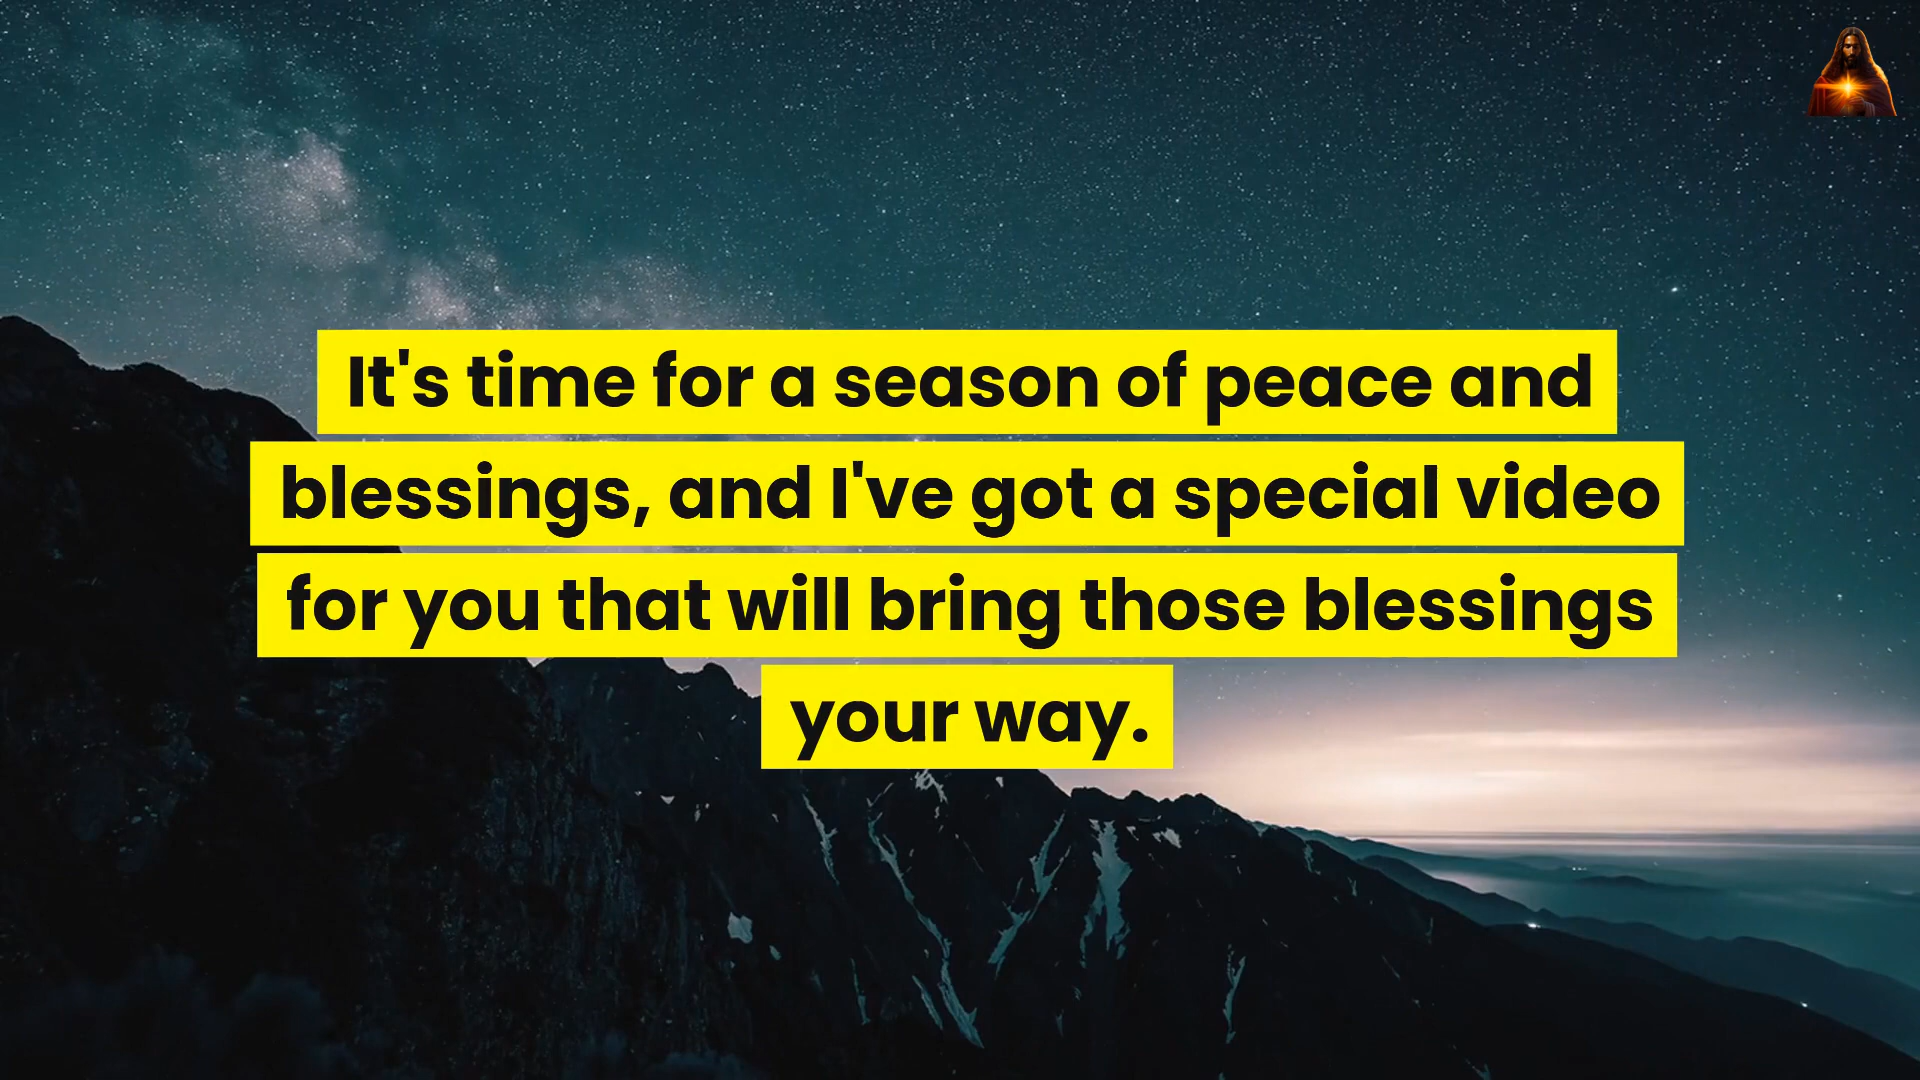 It's time for a season of peace and
blessings, and I've got a special video
for you that will bring those blessings
your way.